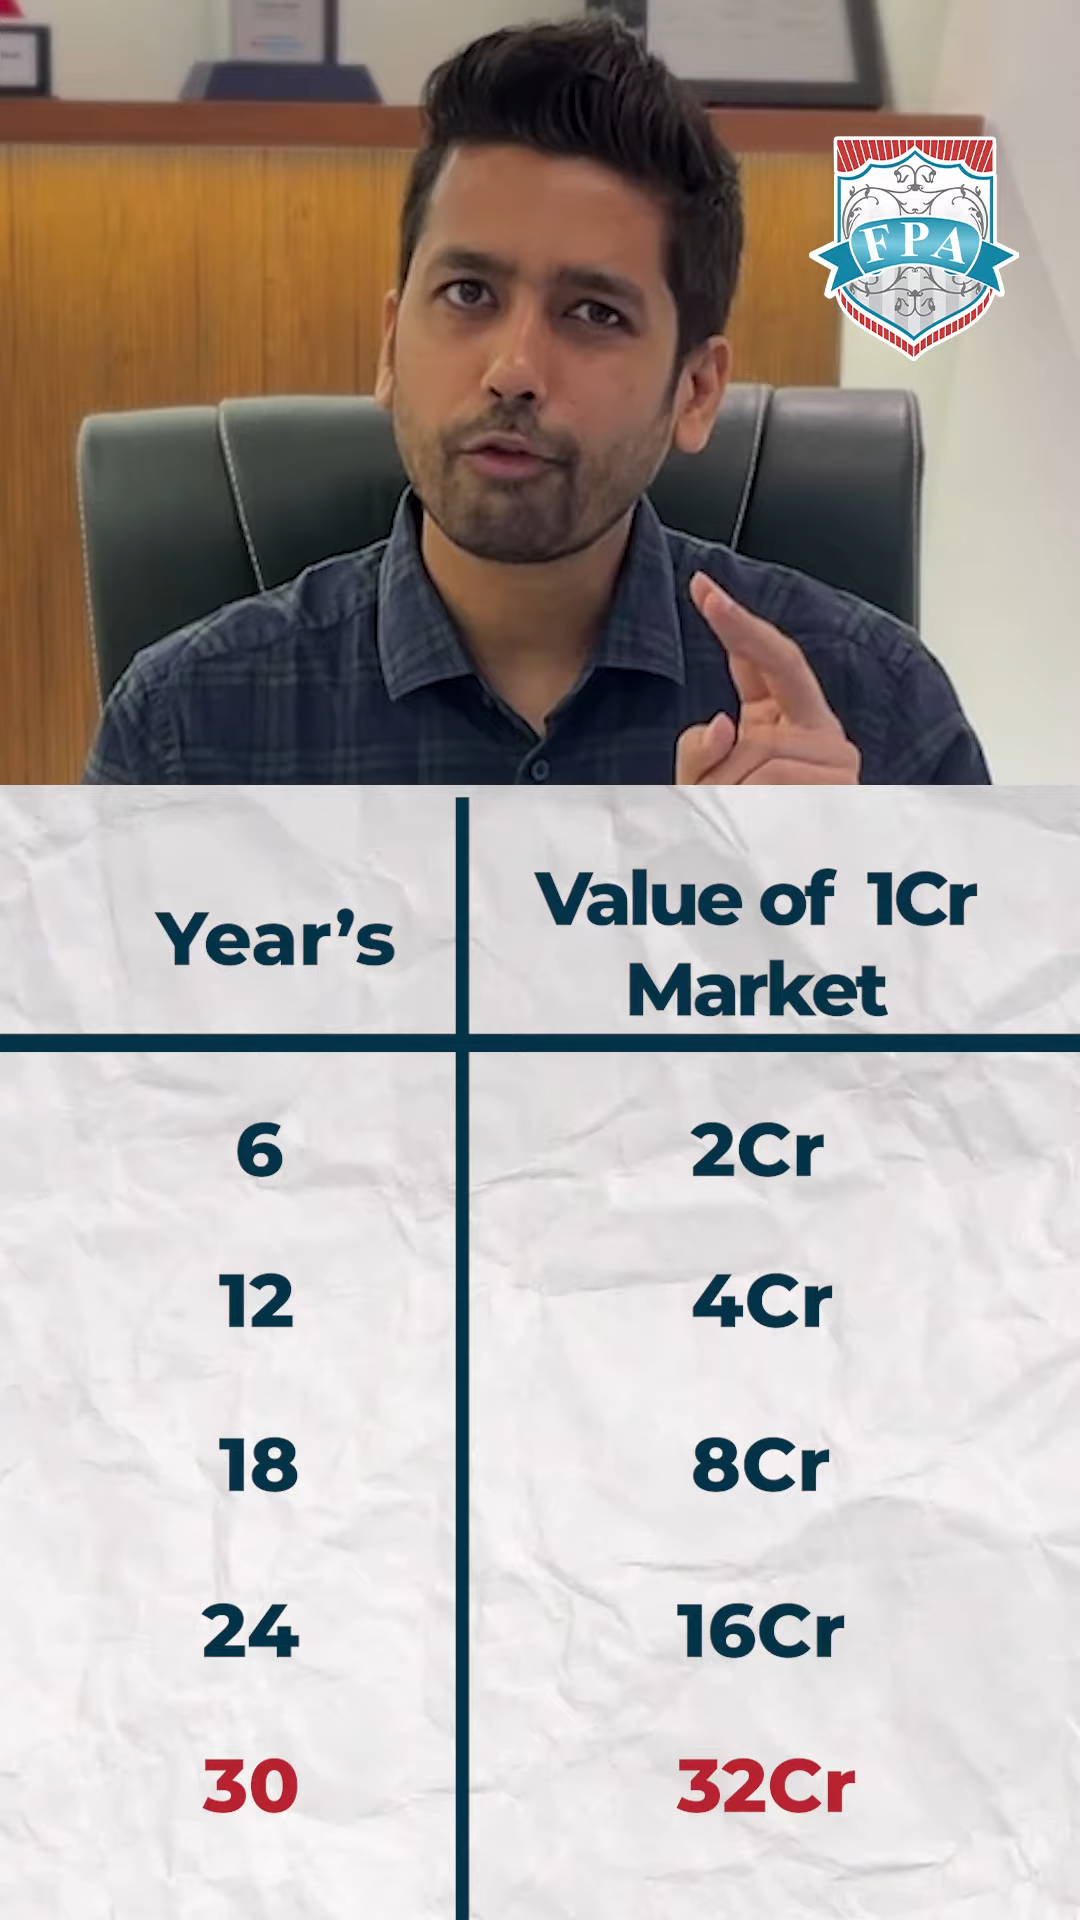 FPA
Year’s
Value of 1Cr
Market
6
2Cr
12
4Cr
18
8Cr
24
16Cr
30
32Cr